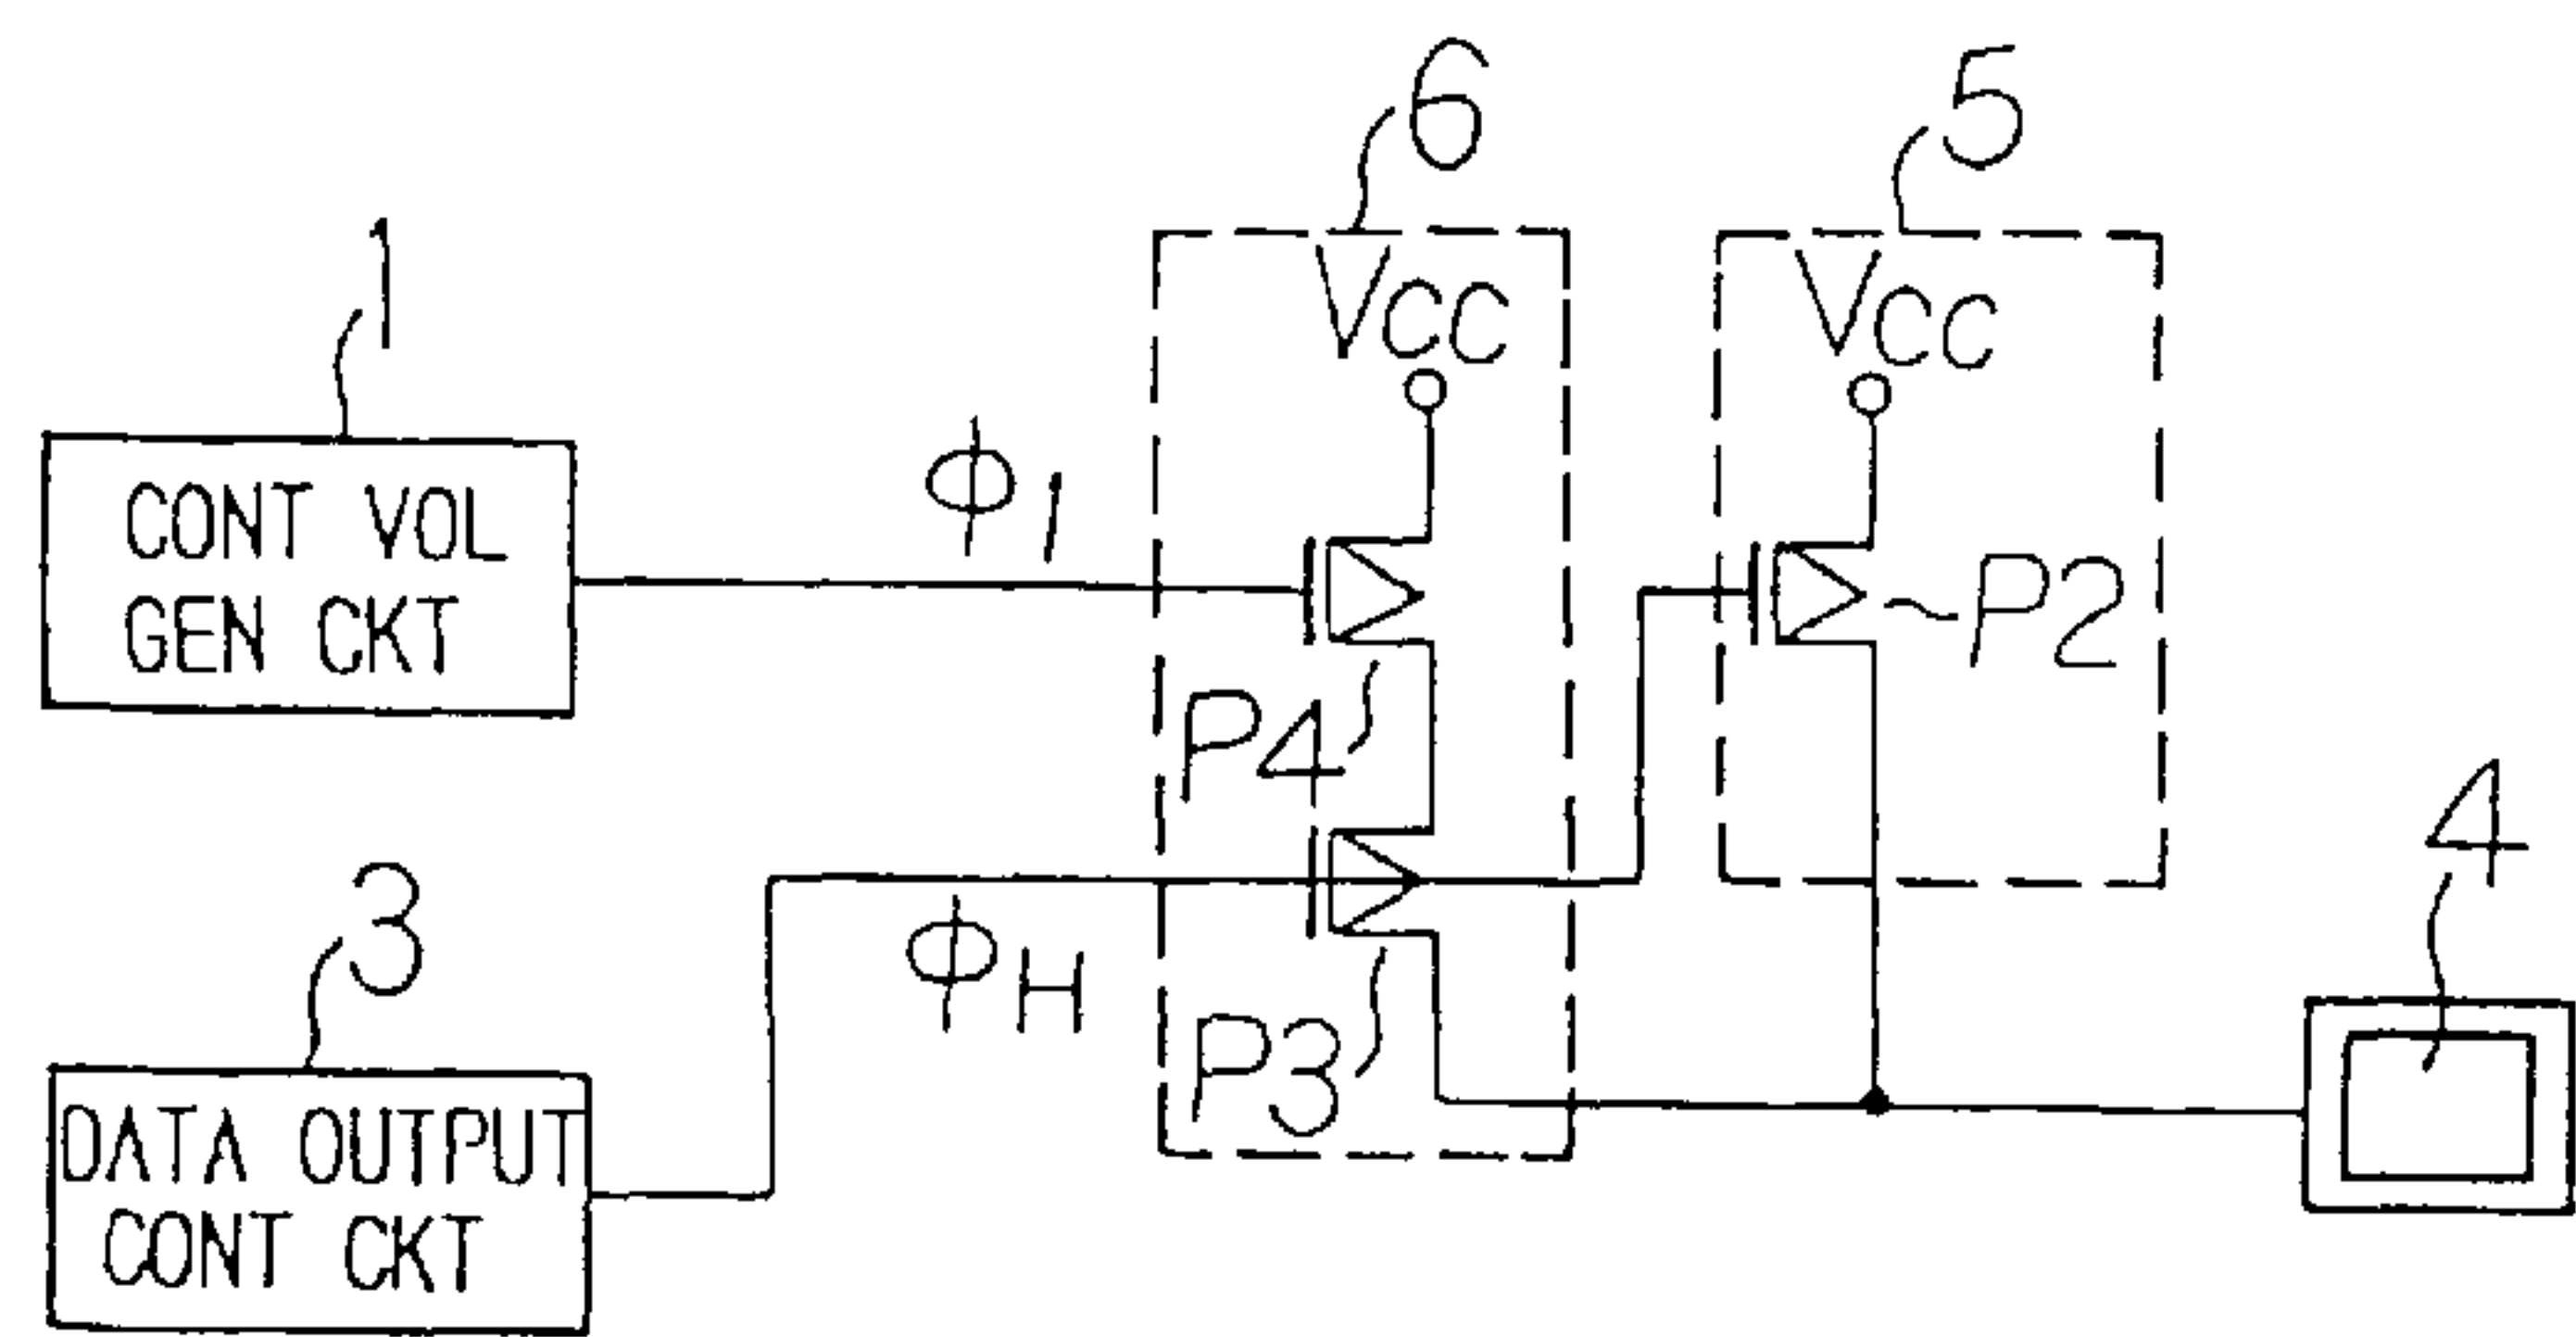 6
5
1
VCC
VCC
CONT VOL
GEN CKT
Φ1
P2
P4
4
3
ΦH
P3
DATA OUTPUT
CONT CKT